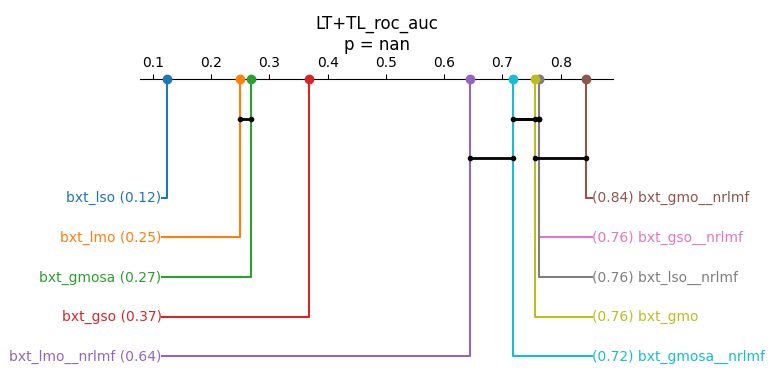 LT+TL_roc_auc
p = nan
0.1 0.2 0.3 0.4 0.5 0.6 0.7 0.8
bxt_lso (0.12) (0.84) bxt_gmo__nrlmf
bxt_lmo (0.25) (0.76) bxt_gso__nrlmf
bxt_gmosa (0.27) (0.76) bxt_lso__nrlmf
bxt_gso (0.37) (0.76) bxt_gmo
bxt_lmo__nrlmf (0.64) (0.72) bxt_gmosa__nrlmf